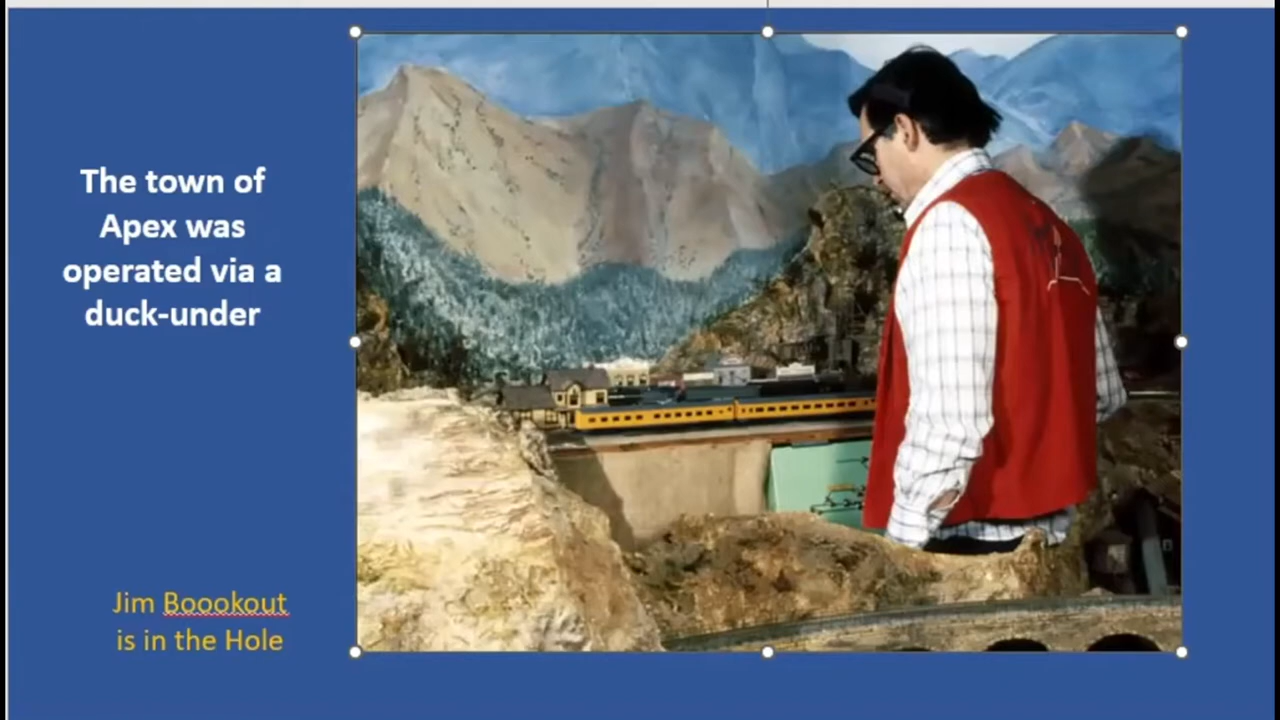 The town of
Apex was
operated via a
duck-under
Jim Boookout
is in the Hole